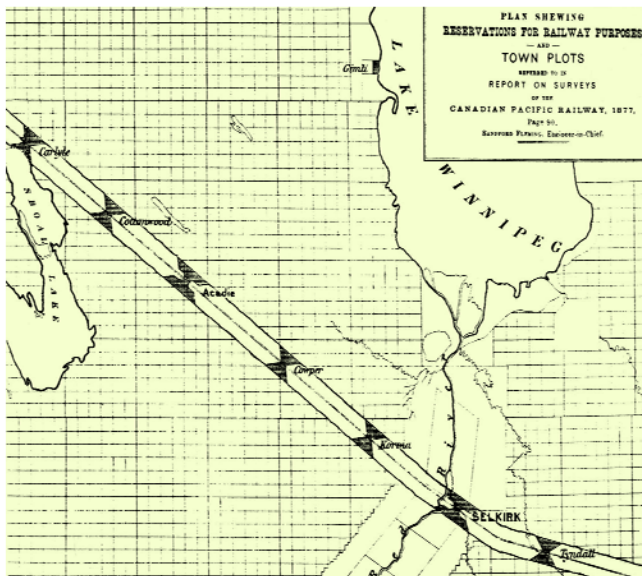 PLAN SHEWING
RESERVATIONS FOR RAILWAY PURPOSES
— AND —
TOWN PLOTS
REFERRED TO IN
REPORT ON SURVEYS
OF THE
CANADIAN PACIFIC RAILWAY, 1877,
Page 90.
SANDFORD FLEMING, Engineer-in-Chief.
LAKE
WINNIPEG
Gimli
Carlyle
SHOAL LAKE
Cottonwood
Acadie
Cowper
Korma
RIV
SELKIRK
Tyndall